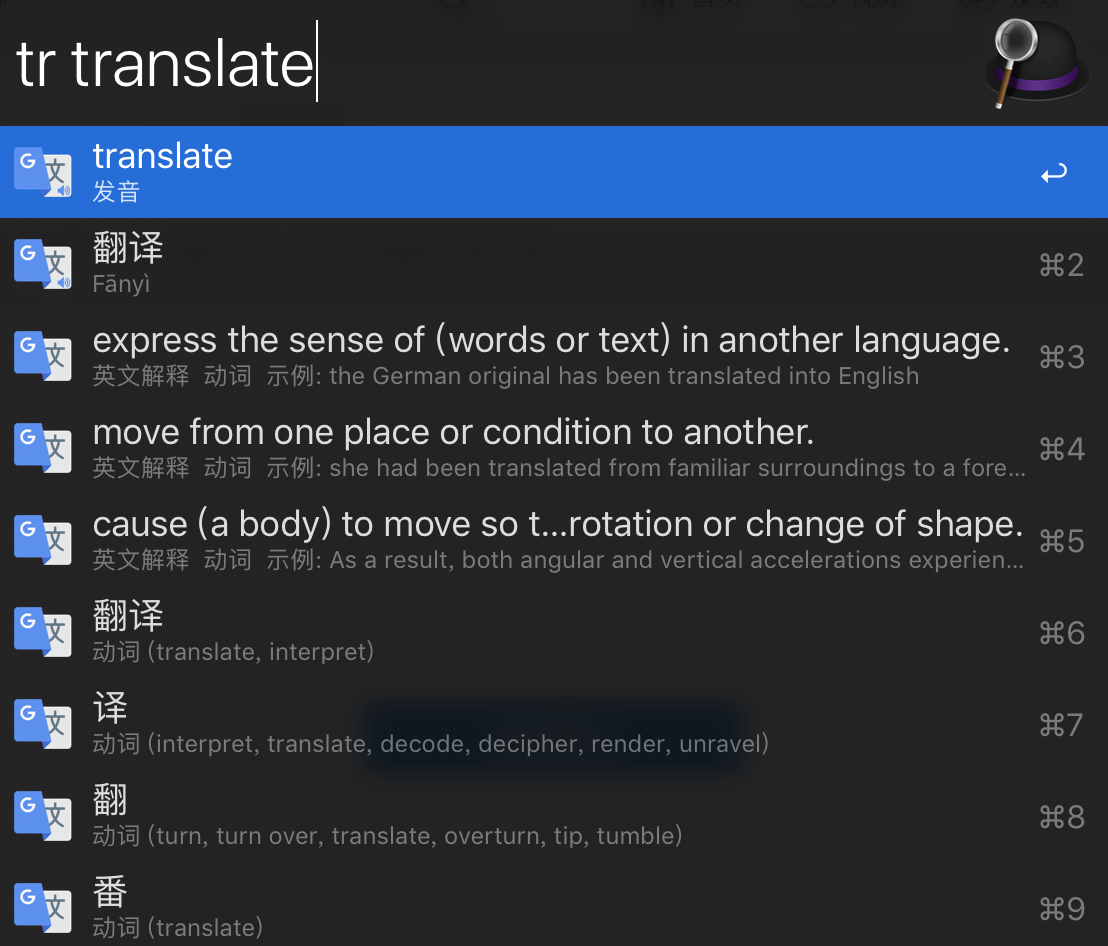 tr translate
translate
发音
翻译
Fānyì
⌘2
express the sense of (words or text) in another language.
英文解释 动词 示例: the German original has been translated into English
⌘3
move from one place or condition to another.
英文解释 动词 示例: she had been translated from familiar surroundings to a fore...
⌘4
cause (a body) to move so t...rotation or change of shape.
英文解释 动词 示例: As a result, both angular and vertical accelerations experien...
⌘5
翻译
动词 (translate, interpret)
⌘6
译
动词 (interpret, translate, decode, decipher, render, unravel)
⌘7
翻
动词 (turn, turn over, translate, overturn, tip, tumble)
⌘8
番
动词 (translate)
⌘9